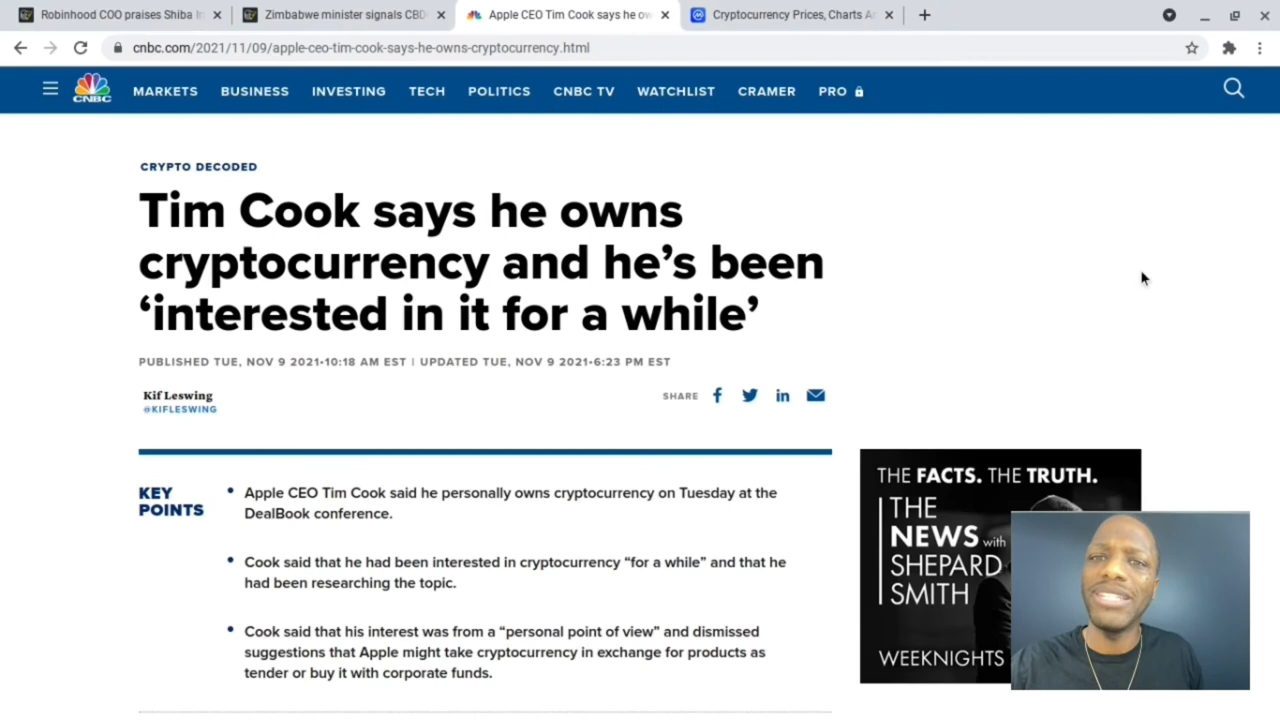 Robinhood COO praises Shiba In
Zimbabwe minister signals CBD
Apple CEO Tim Cook says he ow
Cryptocurrency Prices, Charts A
cnbc.com/2021/11/09/apple-ceo-tim-cook-says-he-owns-cryptocurrency.html
CNBC
MARKETS BUSINESS INVESTING TECH POLITICS CNBC TV WATCHLIST CRAMER PRO
CRYPTO DECODED
Tim Cook says he owns
cryptocurrency and he’s been
‘interested in it for a while’
PUBLISHED TUE, NOV 9 2021•10:18 AM EST | UPDATED TUE, NOV 9 2021•6:23 PM EST
Kif Leswing
@KIFLESWING
SHARE
KEY
POINTS
• Apple CEO Tim Cook said he personally owns cryptocurrency on Tuesday at the
DealBook conference.
• Cook said that he had been interested in cryptocurrency “for a while” and that he
had been researching the topic.
• Cook said that his interest was from a “personal point of view” and dismissed
suggestions that Apple might take cryptocurrency in exchange for products as
tender or buy it with corporate funds.
THE FACTS. THE TRUTH.
THE
NEWS with
SHEPARD
SMITH
WEEKNIGHTS